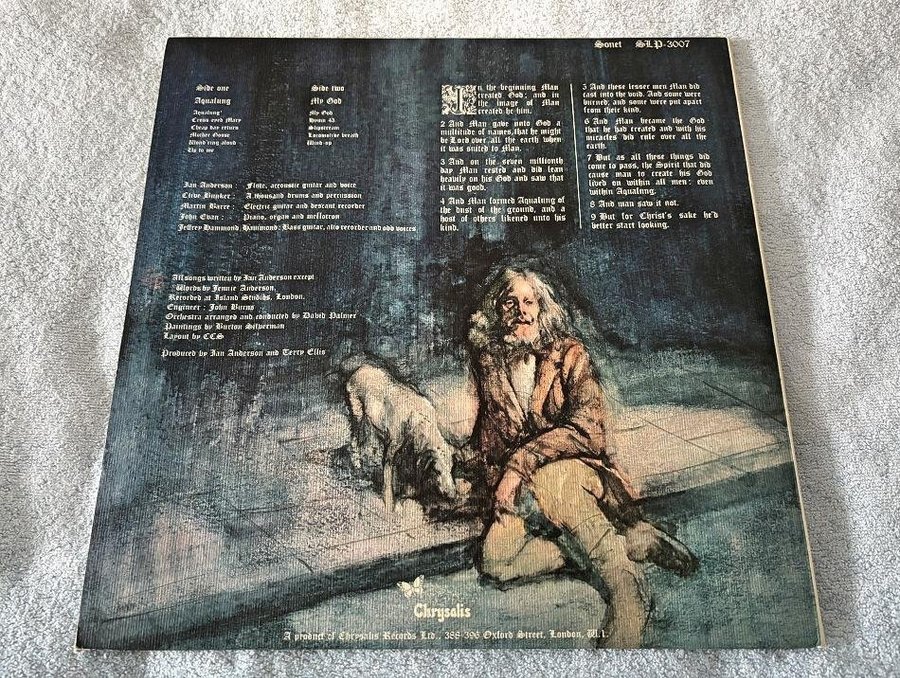 Sonet SLP-3007
Side one
Aqualung
Aqualung*
Cross eyed Mary
Cheap day return
Mother Goose
Wond'ring aloud
Up to me
Side two
My God
My God
Hymn 43
Slipstream
Locomotive breath
Wind-up
Ian Anderson : Flute, accoustic guitar and voice
Clive Bunker : A thousand drums and percussion
Martin Barre : Electric guitar and descant recorder
John Evan : Piano, organ and mellotron
Jeffrey Hammond, Hammond: Bass guitar, alto recorder and odd voices
All songs written by Ian Anderson except
*Words by Jennie Anderson.
Recorded at Island Studios, London.
Engineer : John Burns
Orchestra arranged and conducted by David Palmer
Paintings by Burton Silverman
Layout by CCS
Produced by Ian Anderson and Terry Ellis
In the beginning Man
created God; and in
the image of Man
created he him.
2 And Man gave unto God a
multitude of names, that he might
be Lord over all the earth when
it was suited to Man.
3 And on the seven millionth
day Man rested and did lean
heavily on his God and saw that
it was good.
4 And Man formed Aqualung of
the dust of the ground, and a
host of others likened unto his
kind.
5 And these lesser men Man did
cast into the void. And some were
burned; and some were put apart
from their kind.
6 And Man became the God
that he had created and with his
miracles did rule over all the
earth.
7 But as all these things did
come to pass, the Spirit that did
cause man to create his God
lived on within all men: even
within Aqualung.
8 And man saw it not.
9 But for Christ's sake he'd
better start looking.
Chrysalis
A product of Chrysalis Records Ltd., 388-396 Oxford Street, London, W.1.